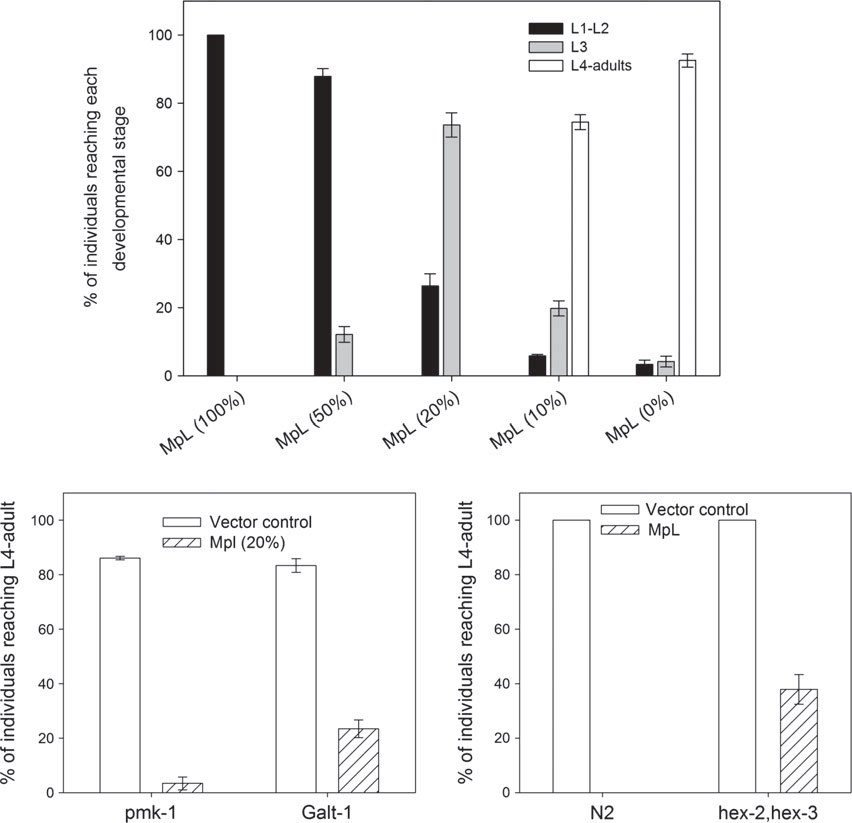 % of individuals reaching each
developmental stage
100
80
60
40
20
0
L1–L2
L3
L4-adults
MpL (100%)
MpL (50%)
MpL (20%)
MpL (10%)
MpL (0%)
% of individuals reaching L4-adult
100
80
60
40
20
0
Vector control
Mpl (20%)
pmk-1
Galt-1
% of individuals reaching L4-adult
100
80
60
40
20
0
Vector control
MpL
N2
hex-2,hex-3